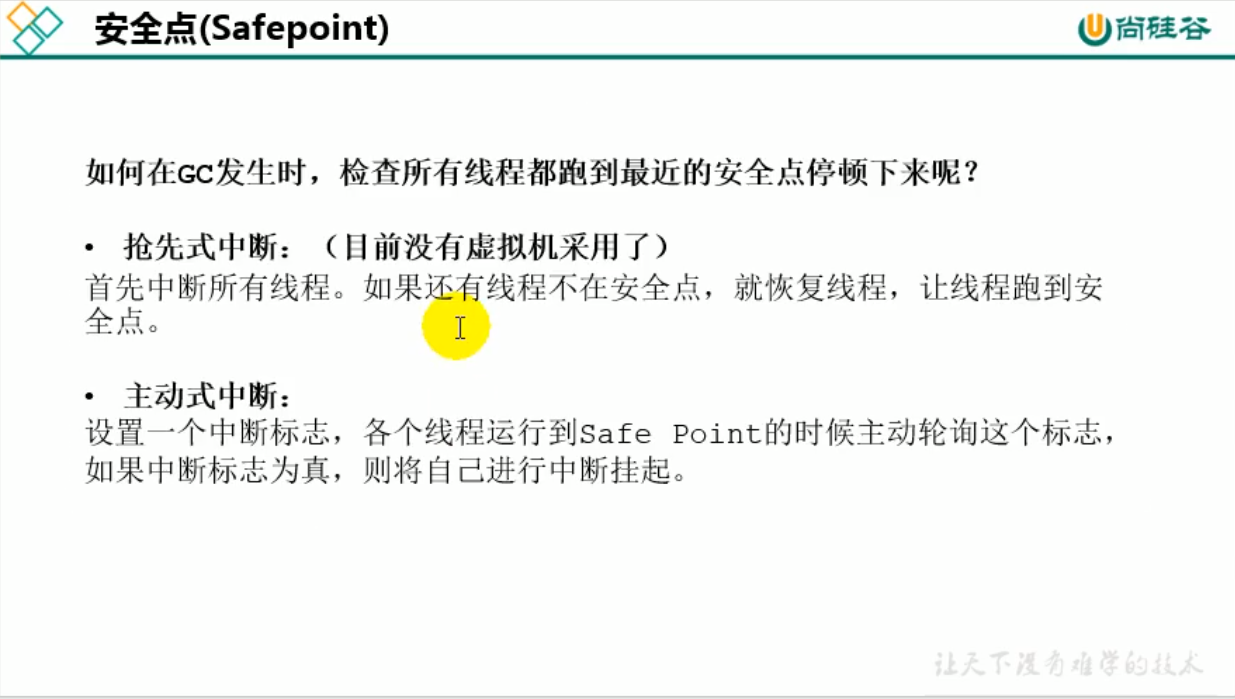 安全点(Safepoint)
尚硅谷
如何在GC发生时，检查所有线程都跑到最近的安全点停顿下来呢？
• 抢先式中断：（目前没有虚拟机采用了）
首先中断所有线程。如果还有线程不在安全点，就恢复线程，让线程跑到安
全点。
• 主动式中断：
设置一个中断标志，各个线程运行到Safe Point的时候主动轮询这个标志，
如果中断标志为真，则将自己进行中断挂起。
让天下没有难学的技术